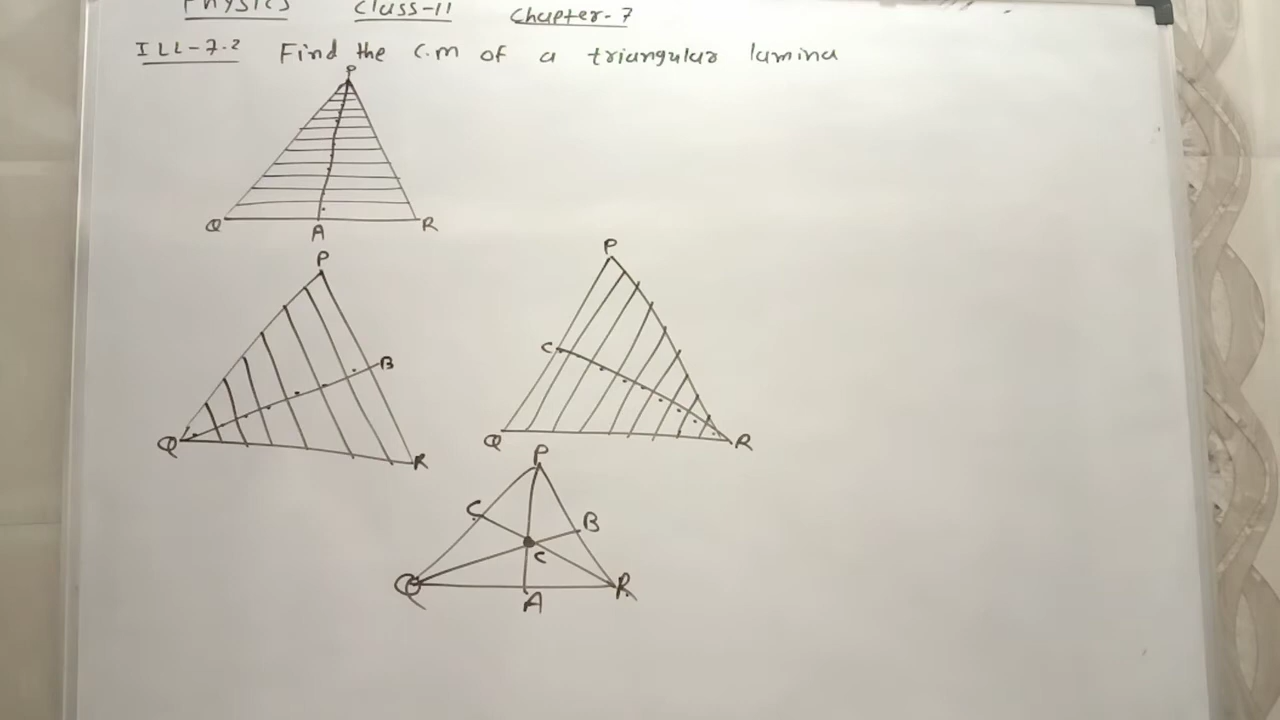 Physics Class-11 Chapter-7
ILL-7.2 Find the C.M of a triangular lamina
P
Q A R
P
B
Q R
P
C
Q R
P
C B
C
Q A R